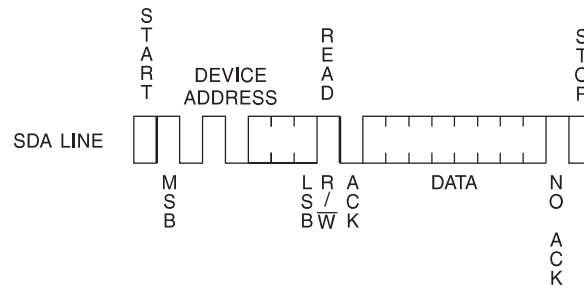 START
DEVICE
ADDRESS
READ
STOP
SDA LINE
MSB
LSB
R/W
ACK
DATA
NO ACK